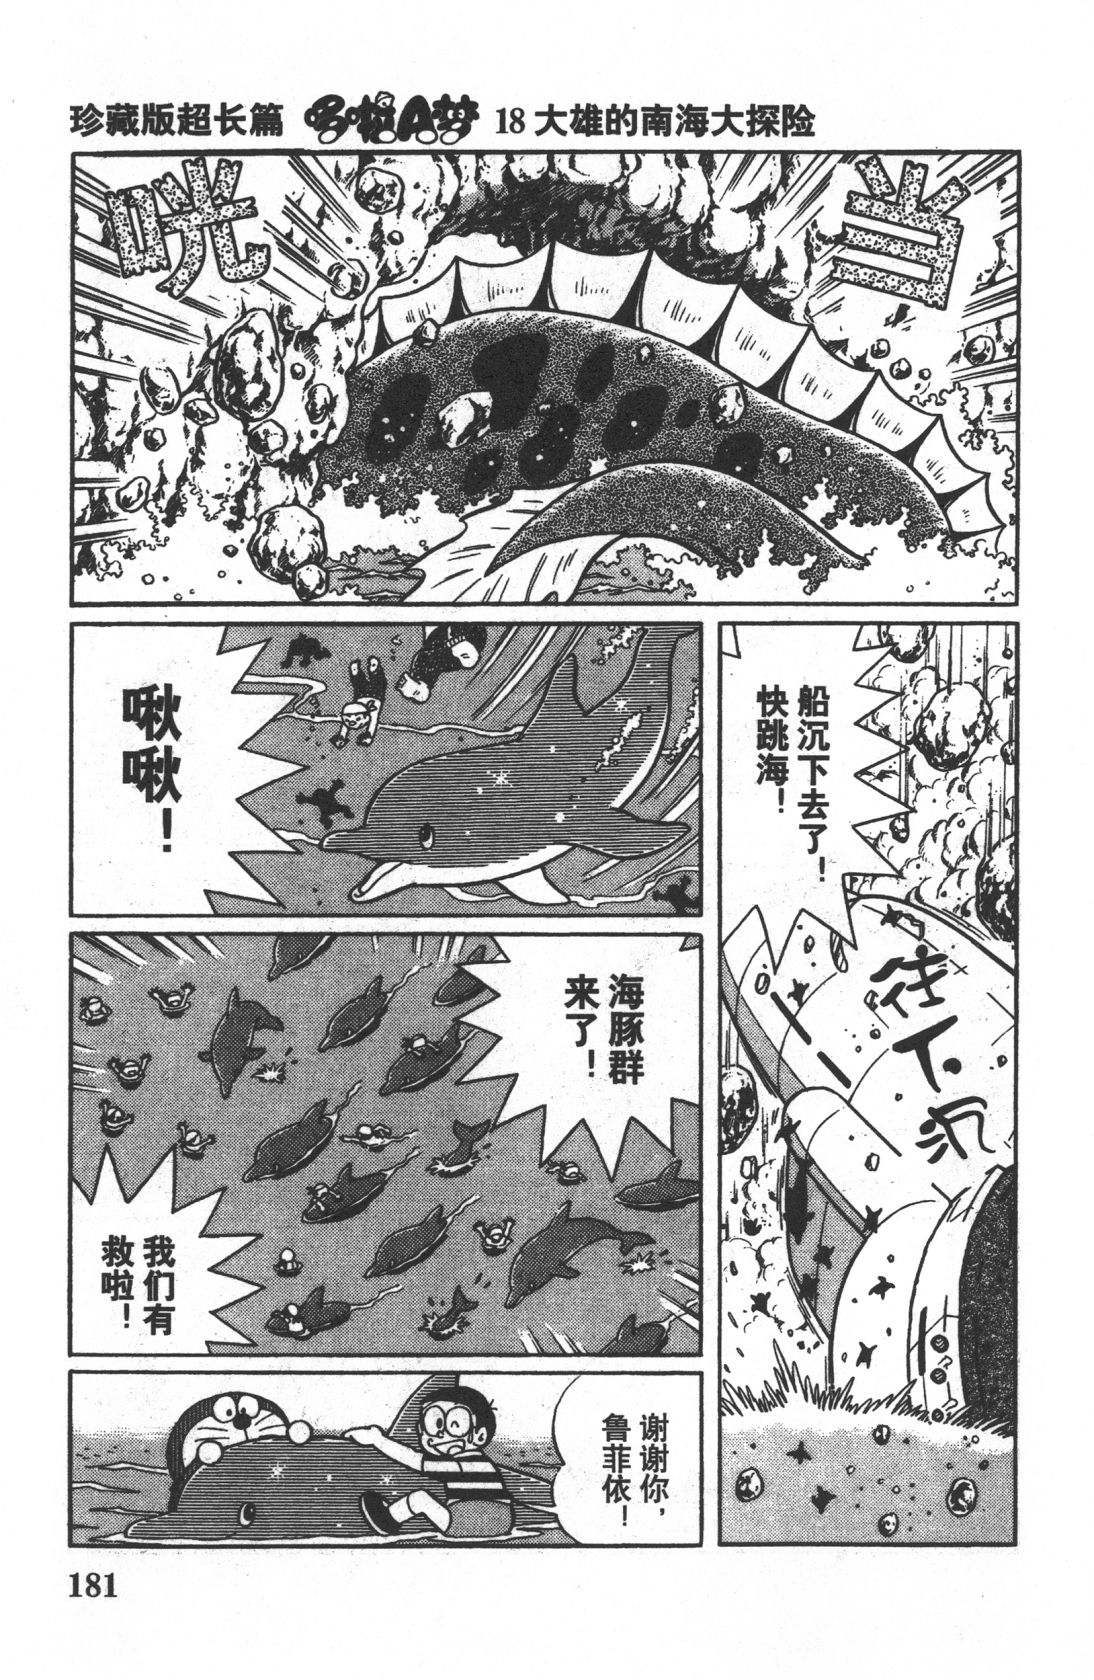 珍藏版超长篇 哆啦A梦 18 大雄的南海大探险
咣当
船沉下去了！
快跳海！
往下沉
啾啾！
海豚群
来了！
我们有
救啦！
谢谢你，
鲁菲依！
181